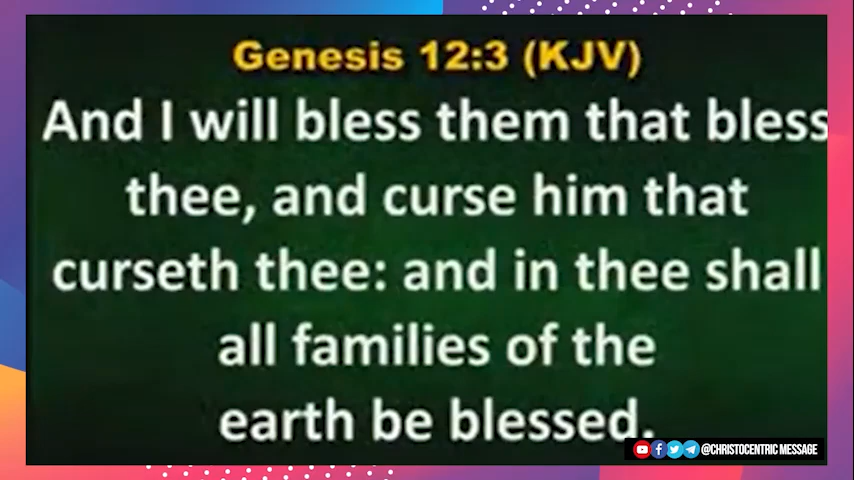 Genesis 12:3 (KJV)
And I will bless them that bless
thee, and curse him that
curseth thee: and in thee shall
all families of the
earth be blessed.
@CHRISTOCENTRIC MESSAGE